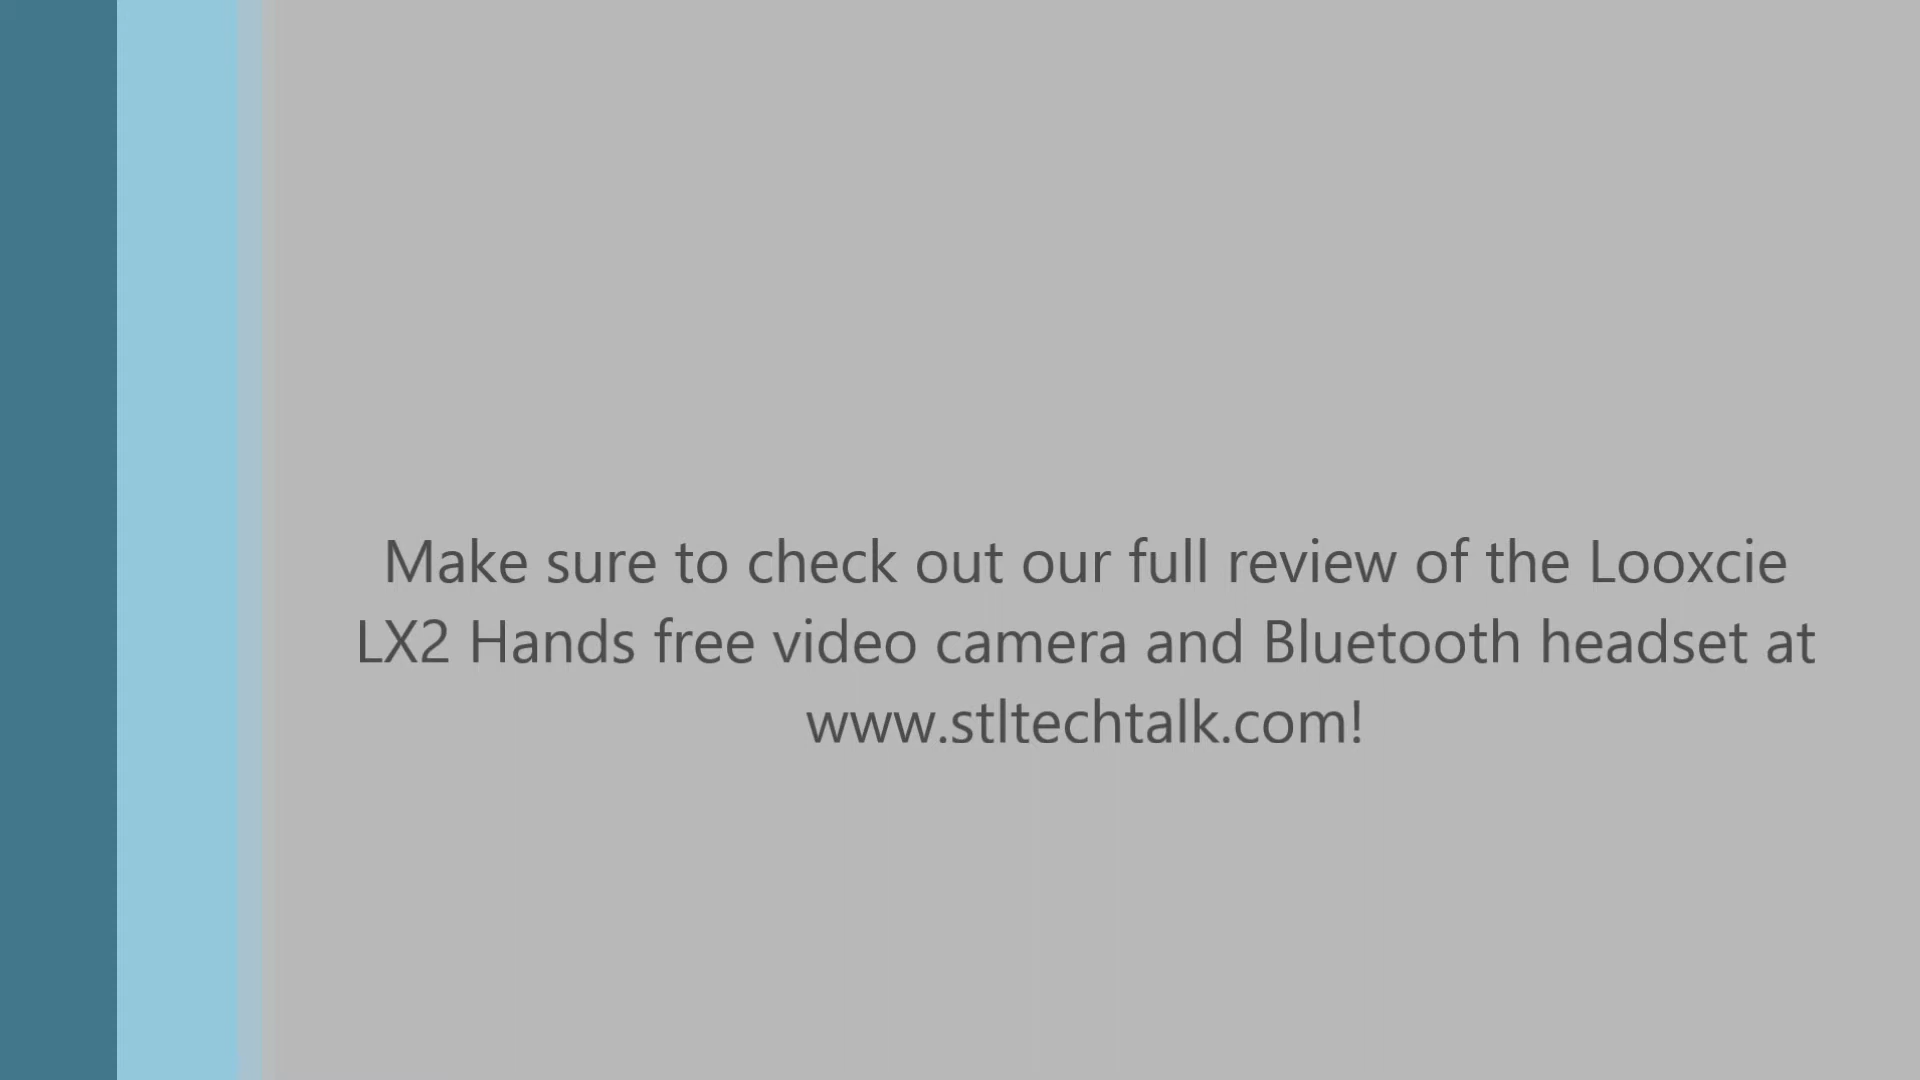 Make sure to check out our full review of the Looxcie
LX2 Hands free video camera and Bluetooth headset at
www.stltechtalk.com!